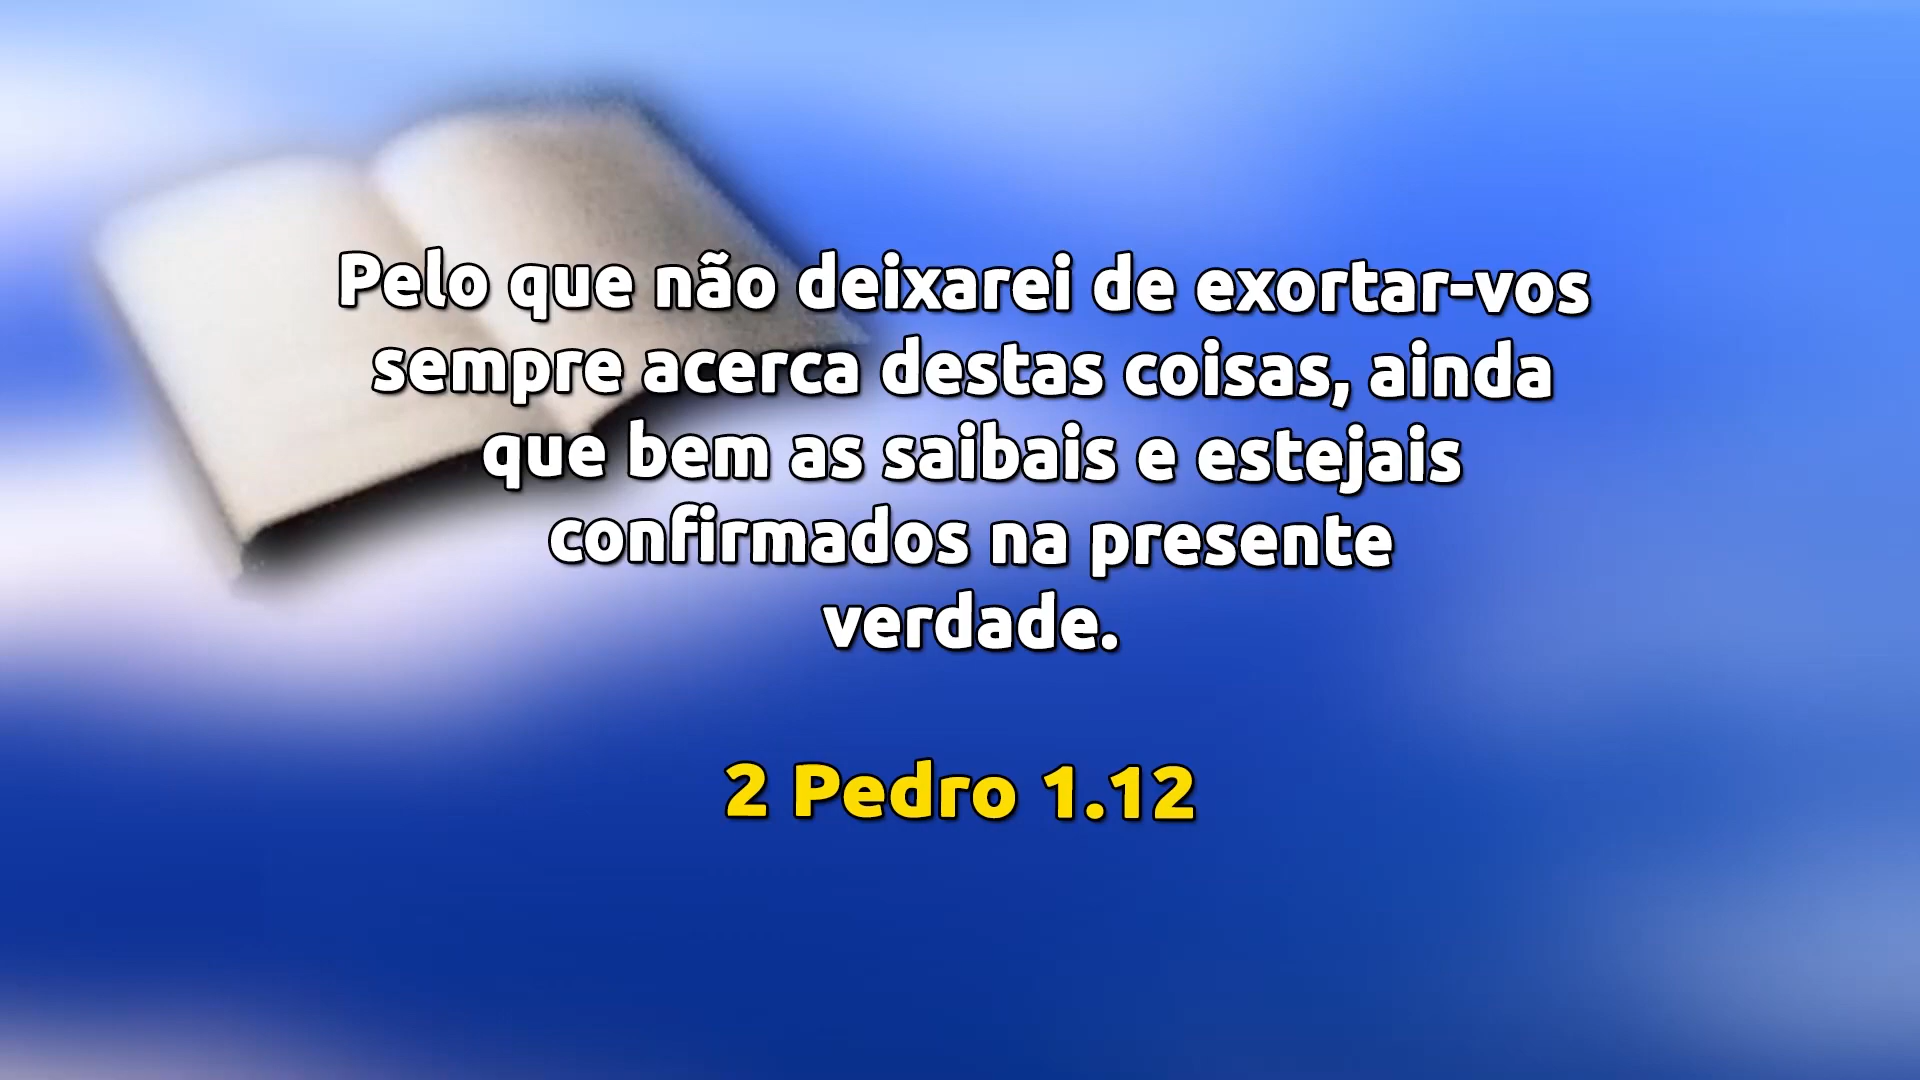 Pelo que não deixarei de exortar-vos
sempre acerca destas coisas, ainda
que bem as saibais e estejais
confirmados na presente
verdade.
2 Pedro 1.12